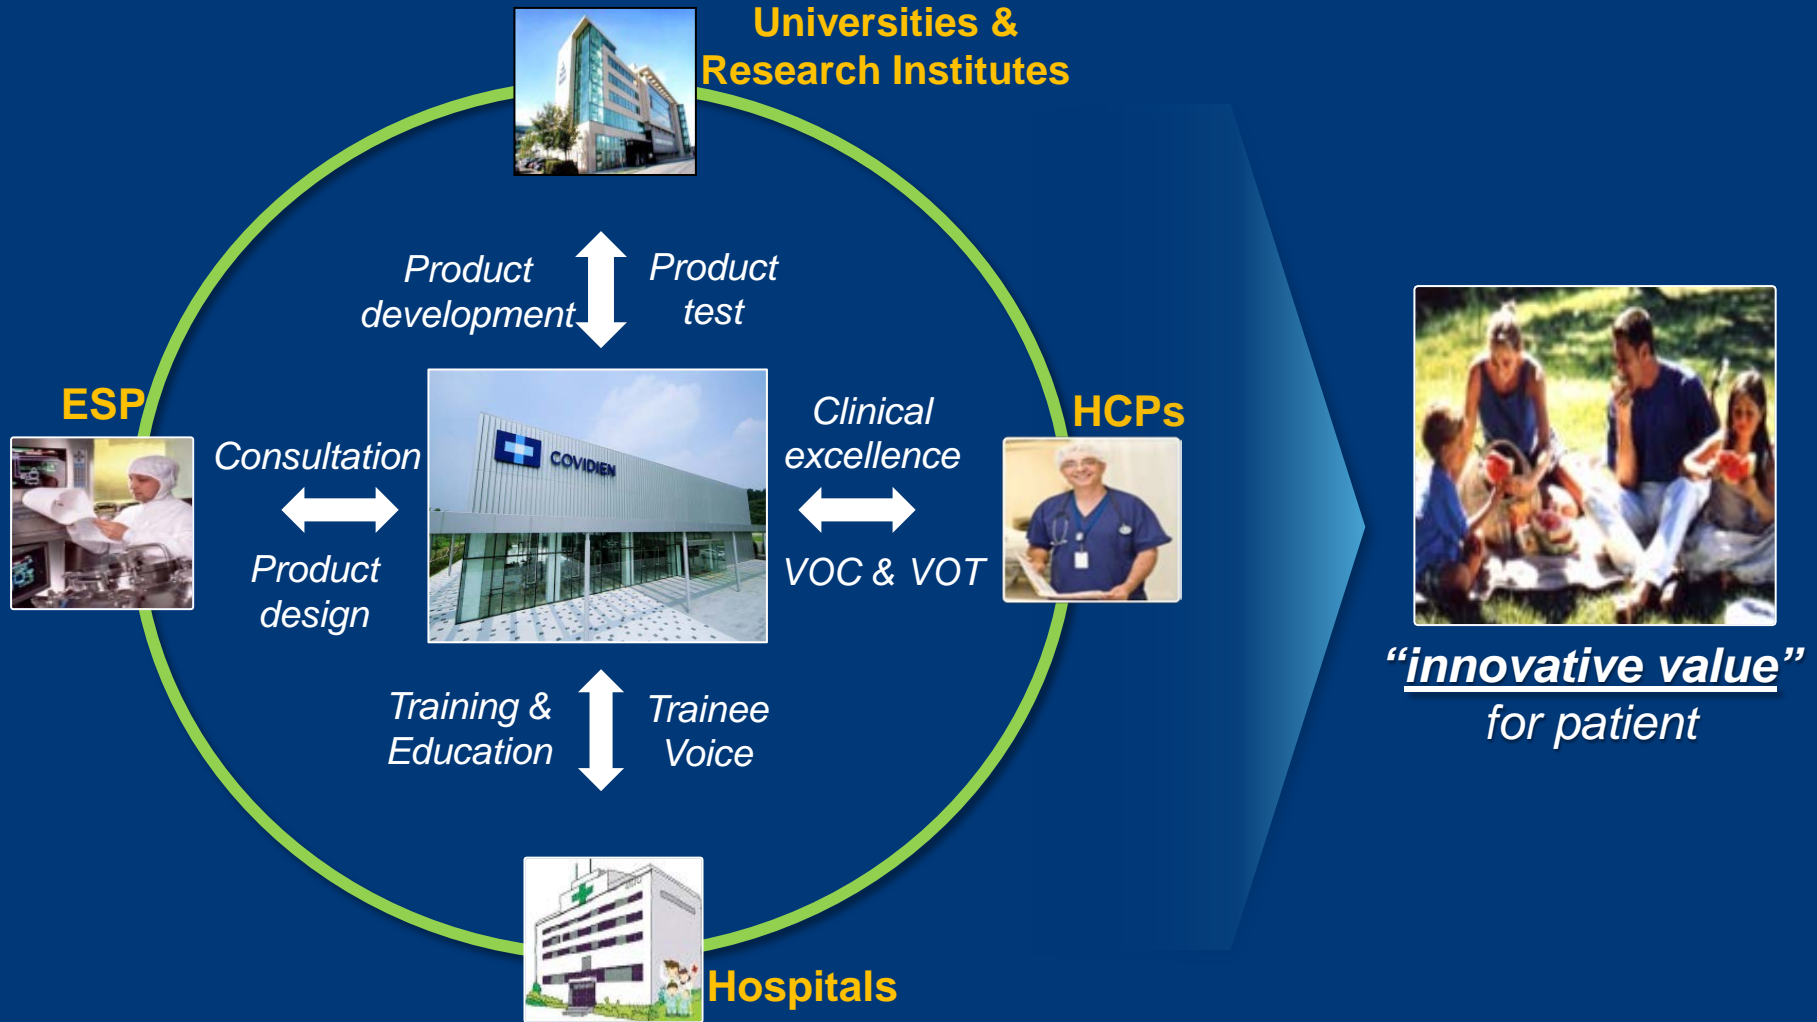 Universities &
Research Institutes
Product
development
Product
test
ESP
Consultation
Product
design
COVIDIEN
Clinical
excellence
VOC & VOT
HCPs
Training &
Education
Trainee
Voice
Hospitals
“innovative value”
for patient